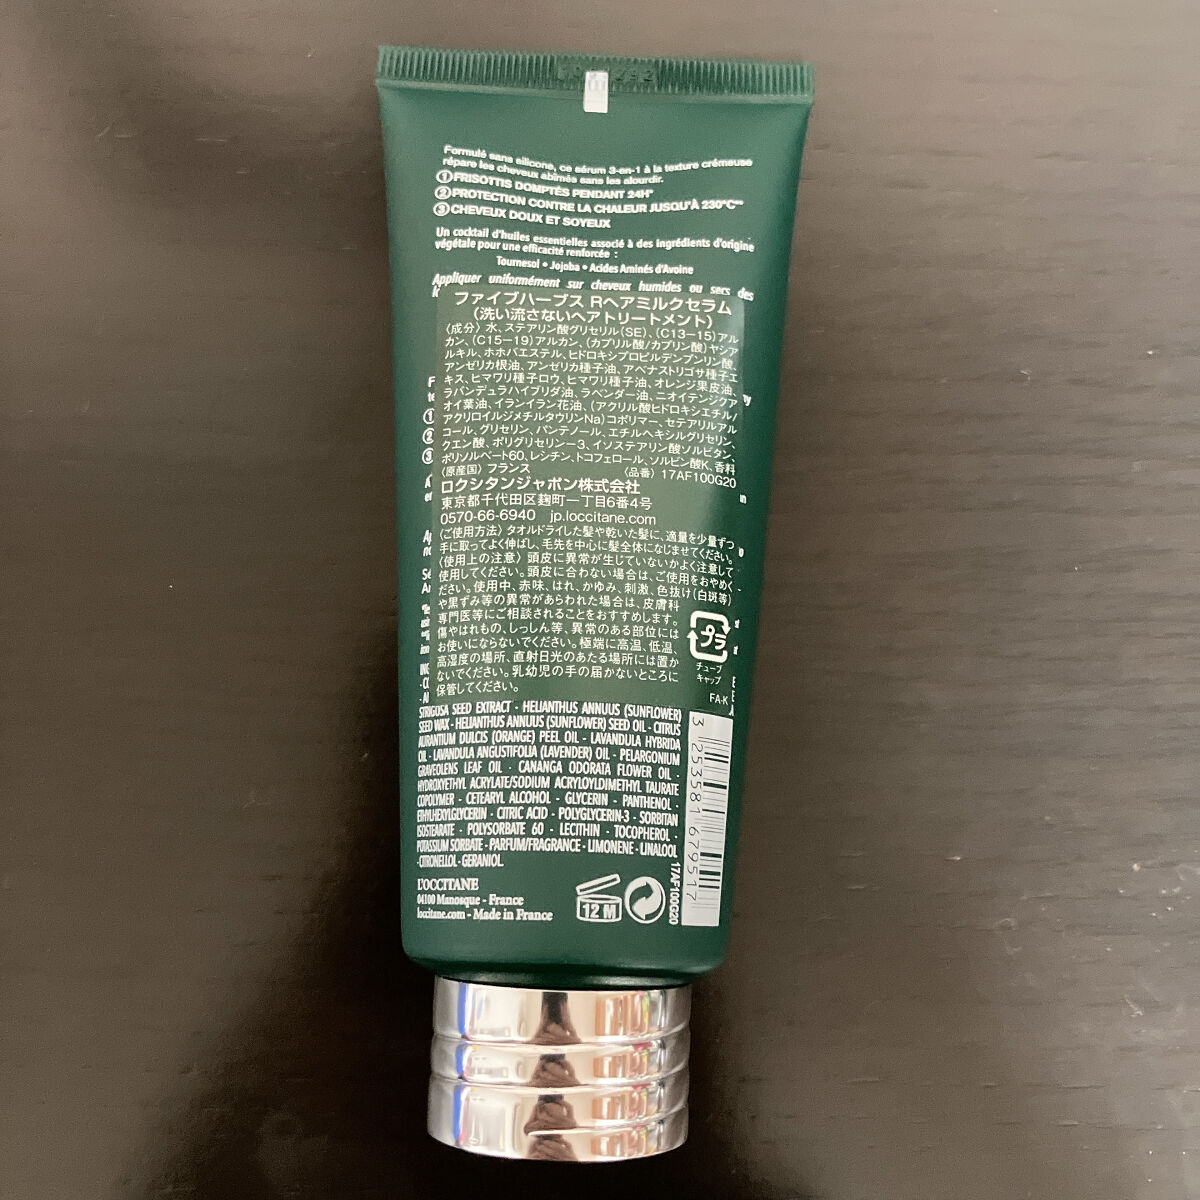 Formulé sans silicone, ce sérum 3-en-1 à la texture crémeuse
répare les cheveux abîmés sans les alourdir.
① FRISOTTIS DOMPTÉS PENDANT 24H*
② PROTECTION CONTRE LA CHALEUR JUSQU'À 230°C**
③ CHEVEUX DOUX ET SOYEUX
Un cocktail d'huiles essentielles associé à des ingrédients d'origine
végétale pour une efficacité renforcée :
Tournesol • Jojoba • Acides Aminés d'Avoine
Appliquer uniformément sur cheveux humides ou secs des
ファイブハーブス Rヘアミルクセラム
(洗い流さないヘアトリートメント)
〈成分〉水、ステアリン酸グリセリル(SE)、(C13-15)アル
カン、(C15-19)アルカン、(カプリル酸/カプリン酸)ヤシア
ルキル、ホホバエステル、ヒドロキシプロピルデンプンリン酸、
アンゼリカ根油、アンゼリカ種子油、アベナストリゴサ種子エ
キス、ヒマワリ種子ロウ、ヒマワリ種子油、オレンジ果皮油、
ラバンデュラハイブリダ油、ラベンダー油、ニオイテンジクア
オイ葉油、イランイラン花油、(アクリル酸ヒドロキシエチル/
アクリロイルジメチルタウリンNa)コポリマー、セテアリルアル
コール、グリセリン、パンテノール、エチルヘキシルグリセリン、
クエン酸、ポリグリセリン-3、イソステアリン酸ソルビタン、
ポリソルベート60、レシチン、トコフェロール、ソルビン酸K、香料
〈原産国〉フランス 〈品番〉17AF100G20
ロクシタンジャポン株式会社
東京都千代田区麹町一丁目6番4号
0570-66-6940 jp.loccitane.com
〈ご使用方法〉タオルドライした髪や乾いた髪に、適量を少量ずつ
手に取ってよく伸ばし、毛先を中心に髪全体になじませてください。
〈使用上の注意〉頭皮に異常が生じていないかよく注意して
使用してください。頭皮に合わない場合は、ご使用をおやめく
ださい。使用中、赤味、はれ、かゆみ、刺激、色抜け(白斑等)
や黒ずみ等の異常があらわれた場合は、皮膚科
専門医等にご相談されることをおすすめします。
傷やはれもの、しっしん等、異常のある部位には
お使いにならないでください。極端に高温、低温、
高湿度の場所、直射日光のあたる場所には置か
ないでください。乳幼児の手の届かないところに
保管してください。
プラ
チューブ
キャップ
FA-K
STRIGOSA SEED EXTRACT - HELIANTHUS ANNUUS (SUNFLOWER)
SEED WAX - HELIANTHUS ANNUUS (SUNFLOWER) SEED OIL - CITRUS
AURANTIUM DULCIS (ORANGE) PEEL OIL - LAVANDULA HYBRIDA
OIL - LAVANDULA ANGUSTIFOLIA (LAVENDER) OIL - PELARGONIUM
GRAVEOLENS LEAF OIL - CANANGA ODORATA FLOWER OIL -
HYDROXYETHYL ACRYLATE/SODIUM ACRYLOYLDIMETHYL TAURATE
COPOLYMER - CETEARYL ALCOHOL - GLYCERIN - PANTHENOL -
ETHYLHEXYLGLYCERIN - CITRIC ACID - POLYGLYCERIN-3 - SORBITAN
ISOSTEARATE - POLYSORBATE 60 - LECITHIN - TOCOPHEROL -
POTASSIUM SORBATE - PARFUM/FRAGRANCE - LIMONENE - LINALOOL
- CITRONELLOL - GERANIOL.
L'OCCITANE
04100 Manosque - France
loccitane.com - Made in France
12 M
17AF100G20
3 253581 679517